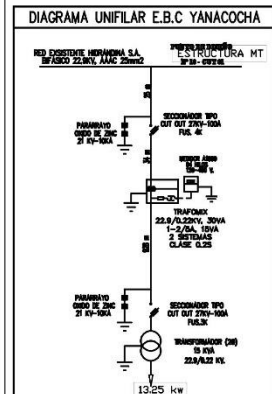 DIAGRAMA UNIFILAR E.B.C YANACOCHA
RED EXSISTENTE HIDRANDINA S.A.
BIFÁSICO 22,9KV, AAAC 25mm2
ESTRUCTURA MT
PARARRAYO
OXIDO DE ZINC
21 KV-10KA
SECCIONADOR TIPO
CUT OUT 27KV-100A
FUS. 4K
TRAFOMIX
22.9/0.22KV, 30VA
1-2/5A, 15VA
2 SISTEMAS
CLASE 0.2S
PARARRAYO
OXIDO DE ZINC
21 KV-10KA
SECCIONADOR TIPO
CUT OUT 27KV-100A
FUS.3K
TRANSFORMADOR (2Ø)
15 KVA
22.9/0.22 KV.
13.25 kw